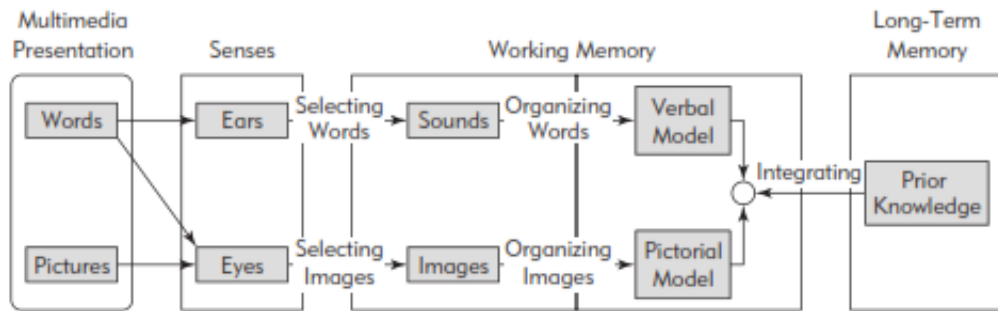 Multimedia
Presentation
Senses
Working Memory
Long-Term
Memory
Words
Ears
Selecting
Words
Sounds
Organizing
Words
Verbal
Model
Integrating
Prior
Knowledge
Pictures
Eyes
Selecting
Images
Images
Organizing
Images
Pictorial
Model